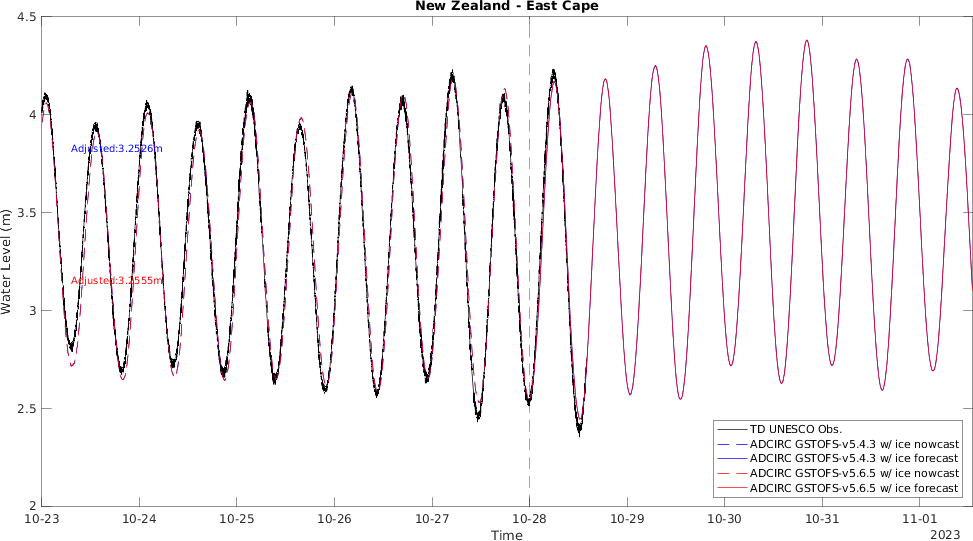 New Zealand - East Cape
4.5
4
3.5
3
2.5
2
Water Level (m)
Adjusted:3.2526m
Adjusted:3.2555m
TD UNESCO Obs.
ADCIRC GSTOFS-v5.4.3 w/ ice nowcast
ADCIRC GSTOFS-v5.4.3 w/ ice forecast
ADCIRC GSTOFS-v5.6.5 w/ ice nowcast
ADCIRC GSTOFS-v5.6.5 w/ ice forecast
10-23 10-24 10-25 10-26 10-27 10-28 10-29 10-30 10-31 11-01
Time
2023